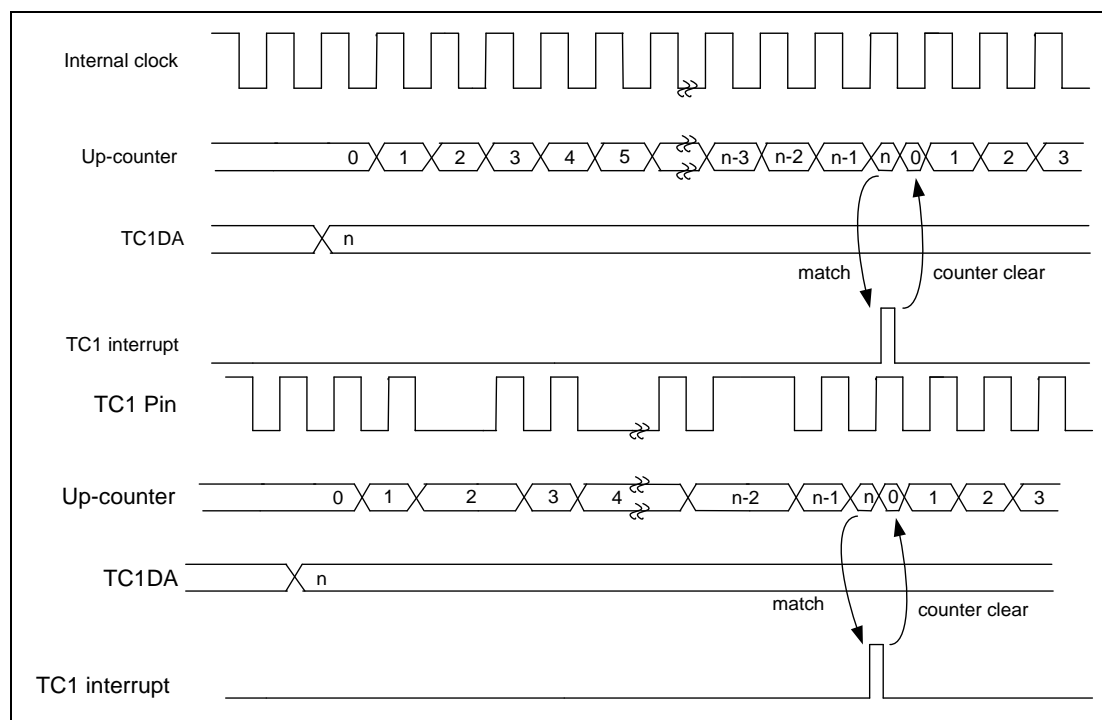 Internal clock
Up-counter 0 1 2 3 4 5 n-3 n-2 n-1 n 0 1 2 3
TC1DA n
match counter clear
TC1 interrupt
TC1 Pin
Up-counter 0 1 2 3 4 n-2 n-1 n 0 1 2 3
TC1DA n
match counter clear
TC1 interrupt